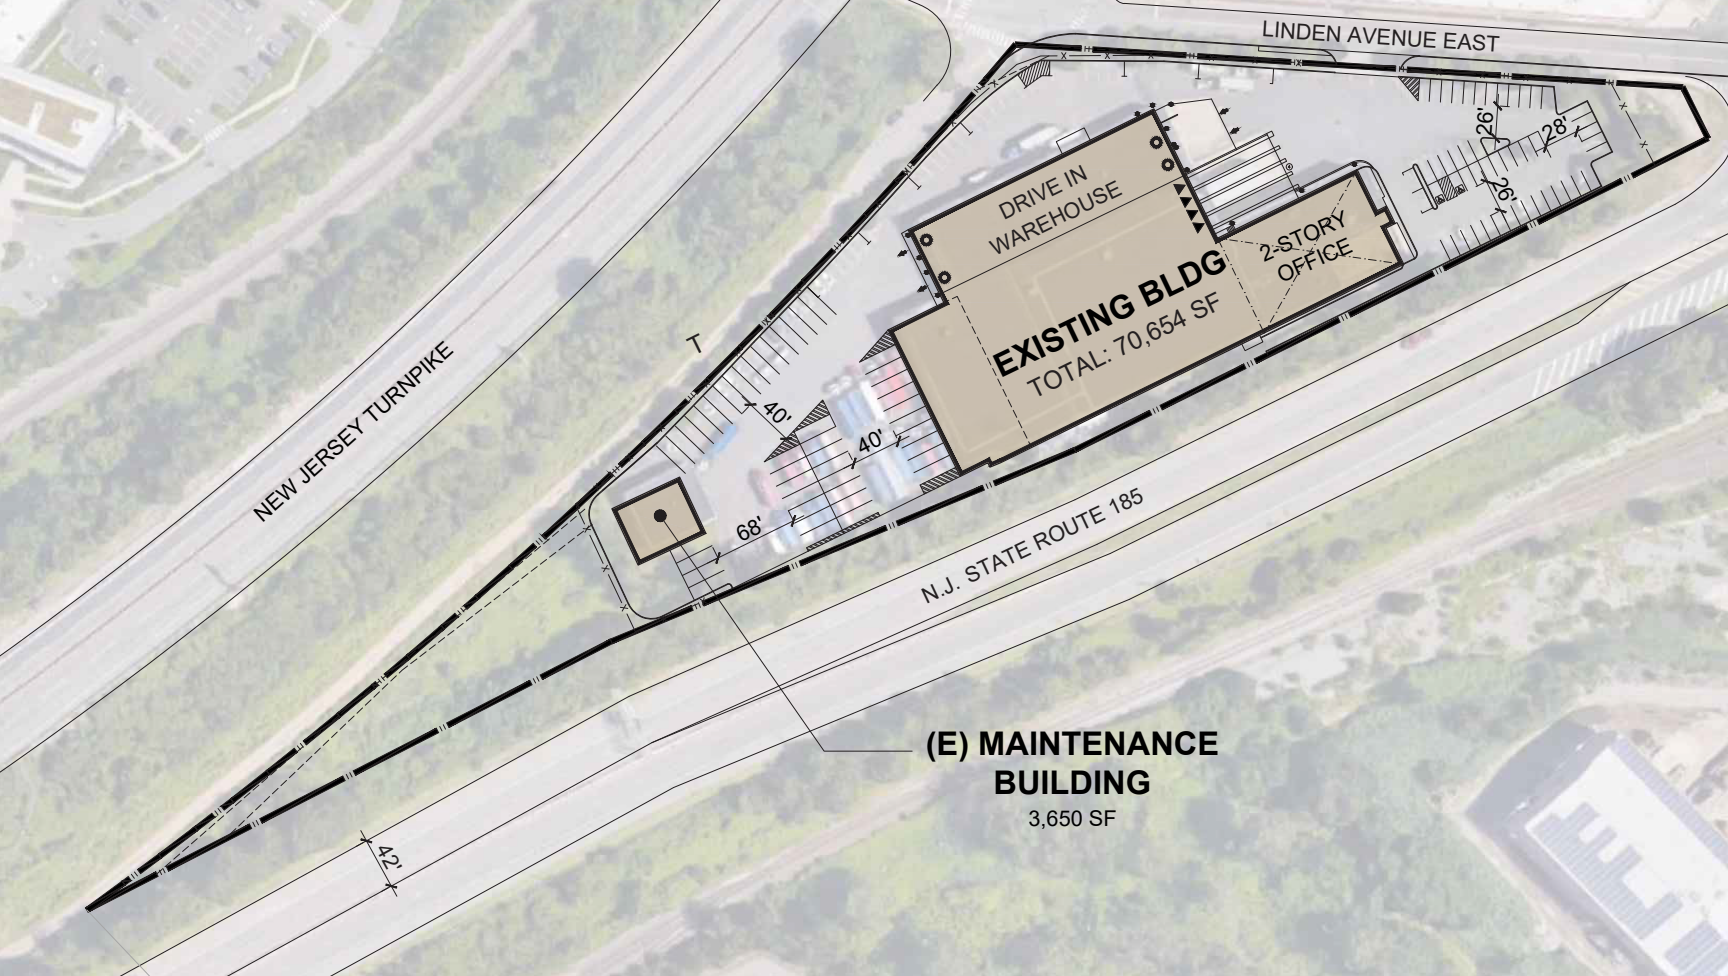 LINDEN AVENUE EAST
26'
28'
26'
DRIVE IN
WAREHOUSE
2-STORY
OFFICE
EXISTING BLDG
TOTAL: 70,654 SF
T
NEW JERSEY TURNPIKE
40'
40'
68'
N.J. STATE ROUTE 185
(E) MAINTENANCE
BUILDING
3,650 SF
42'